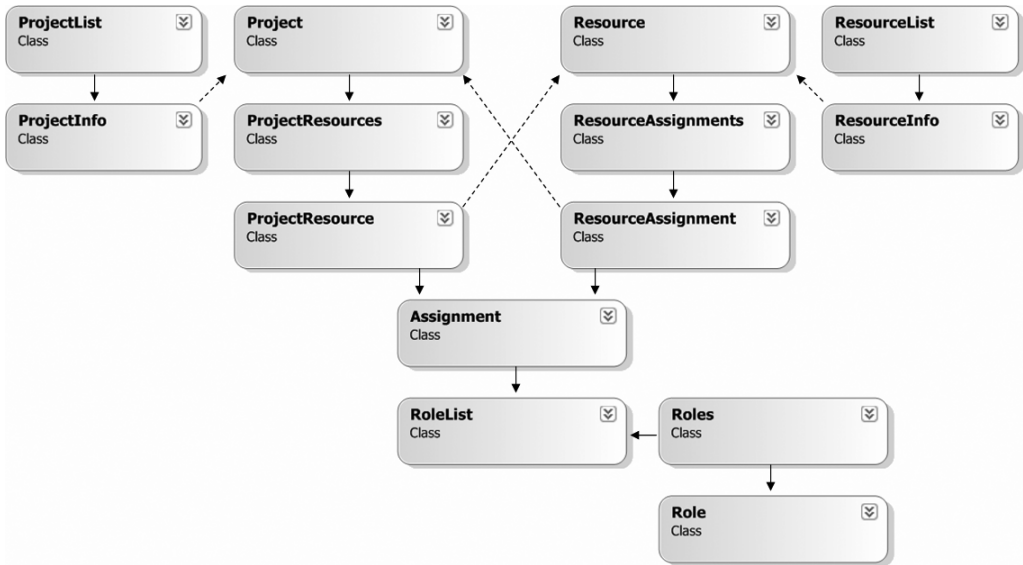 ProjectList
Class
Project
Class
Resource
Class
ResourceList
Class
ProjectInfo
Class
ProjectResources
Class
ResourceAssignments
Class
ResourceInfo
Class
ProjectResource
Class
ResourceAssignment
Class
Assignment
Class
RoleList
Class
Roles
Class
Role
Class